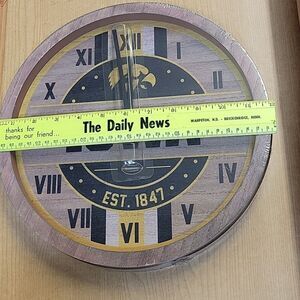 XII
XI
I
X
II
thanks for
being our friend...
The Daily News
WAHPETON, N.D. - BRECKENRIDGE, MINN.
VIII
IV
EST. 1847
VII
V
VI